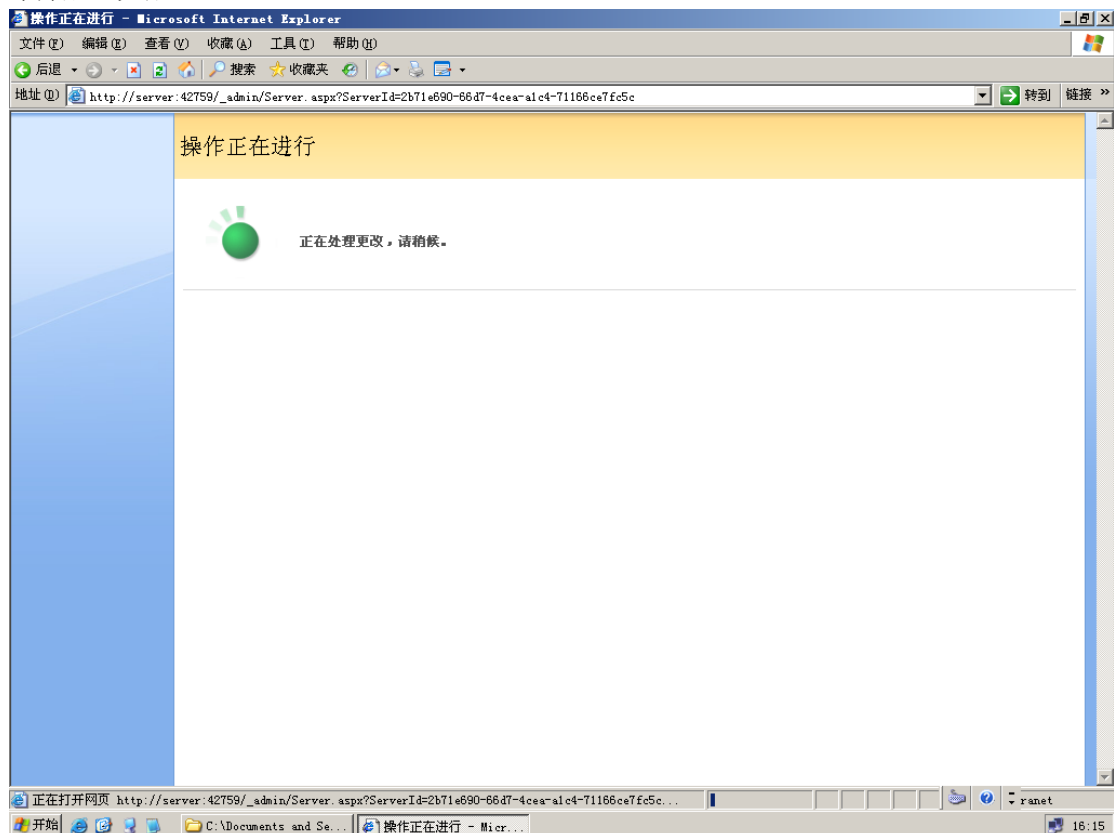 操作正在进行 - Microsoft Internet Explorer
文件(F) 编辑(E) 查看(V) 收藏(A) 工具(T) 帮助(H)
后退 搜索 收藏夹
地址(D) http://server:42759/_admin/Server.aspx?ServerId=2b71e690-66d7-4cea-a1c4-71166ce7fc5c 转到 链接 »
操作正在进行
正在处理更改，请稍候。
正在打开网页 http://server:42759/_admin/Server.aspx?ServerId=2b71e690-66d7-4cea-a1c4-71166ce7fc5c... ranet
开始 C:\Documents and Se... 操作正在进行 - Micr... 16:15